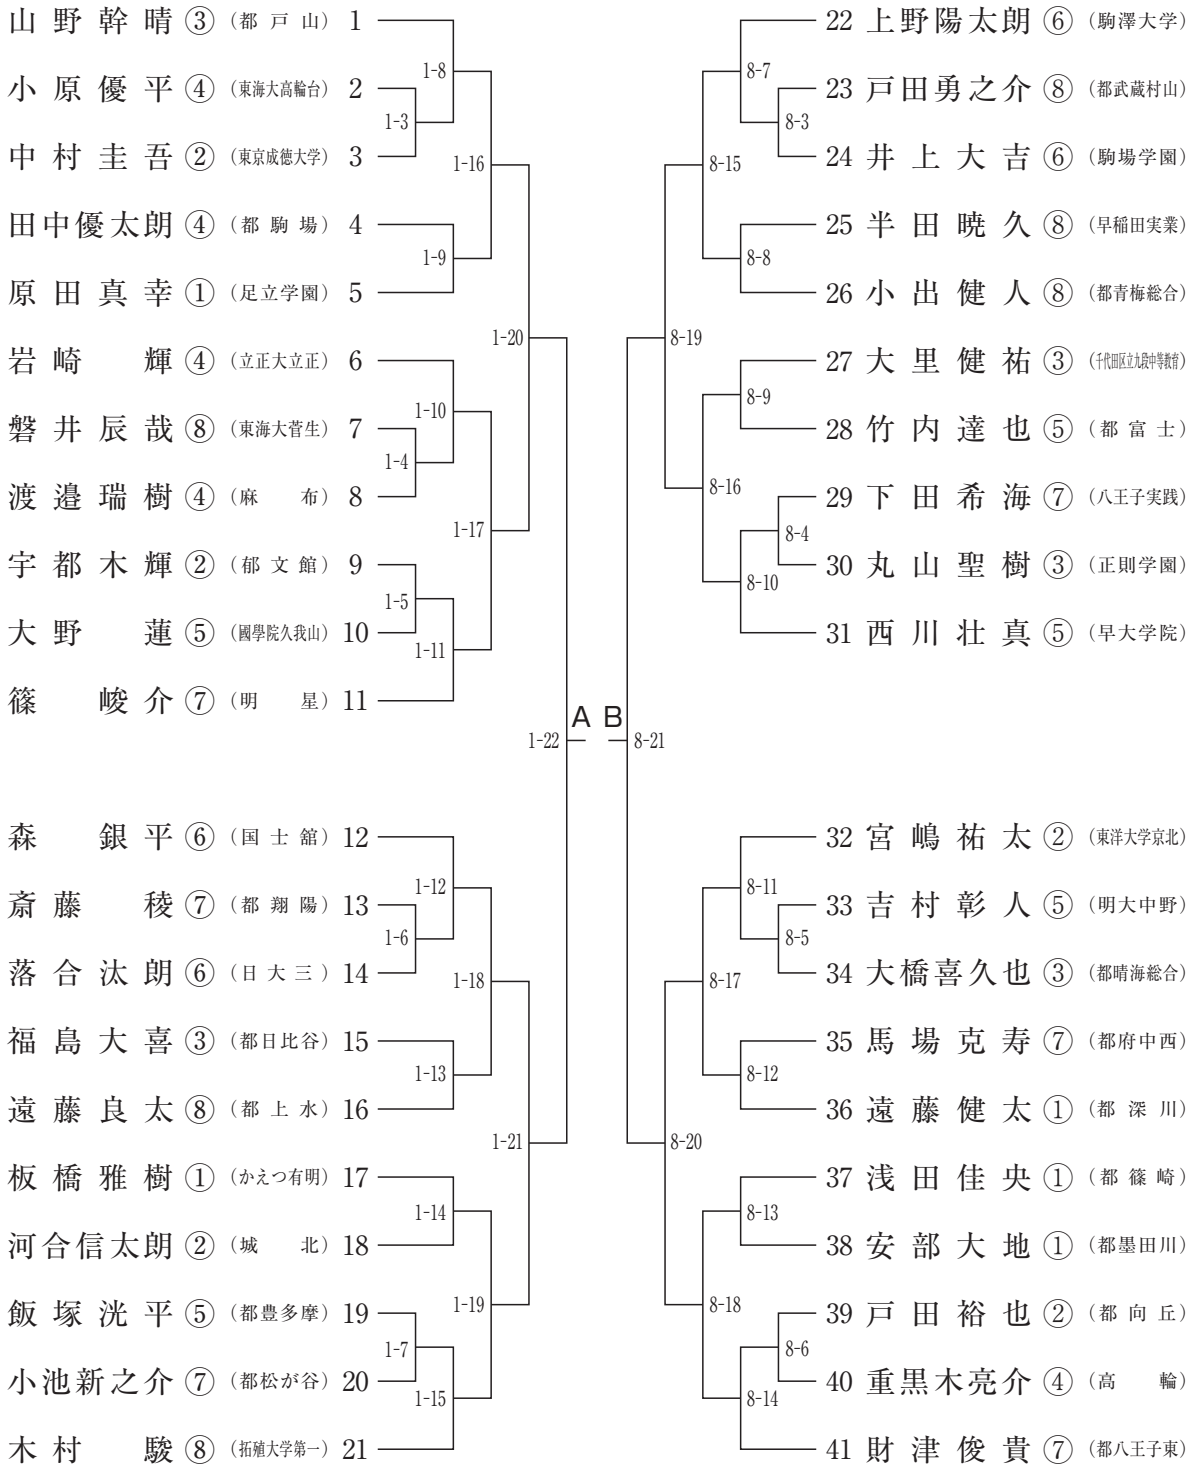 山野幹晴 ③ （都戸山） 1
小原優平 ④ （東海大高輪台） 2
中村圭吾 ② （東京成徳大学） 3
田中優太朗 ④ （都駒場） 4
原田真幸 ① （足立学園） 5
岩崎輝 ④ （立正大立正） 6
磐井辰哉 ⑧ （東海大菅生） 7
渡邉瑞樹 ④ （麻布） 8
宇都木輝 ② （郁文館） 9
大野蓮 ⑤ （國學院久我山） 10
篠峻介 ⑦ （明星） 11
森銀平 ⑥ （国士舘） 12
斎藤稜 ⑦ （都翔陽） 13
落合汰朗 ⑥ （日大三） 14
福島大喜 ③ （都日比谷） 15
遠藤良太 ⑧ （都上水） 16
板橋雅樹 ① （かえつ有明） 17
河合信太朗 ② （城北） 18
飯塚洸平 ⑤ （都豊多摩） 19
小池新之介 ⑦ （都松が谷） 20
木村駿 ⑧ （拓殖大学第一） 21
1-8
1-3
1-16
1-9
1-20
1-10
1-4
1-17
1-5
1-11
1-22
1-12
1-6
1-18
1-13
1-21
1-14
1-19
1-7
1-15
A B
22 上野陽太朗 ⑥ （駒澤大学）
23 戸田勇之介 ⑧ （都武蔵村山）
24 井上大吉 ⑥ （駒場学園）
25 半田暁久 ⑧ （早稲田実業）
26 小出健人 ⑧ （都青梅総合）
27 大里健祐 ③ （千代田区立九段中等教育）
28 竹内達也 ⑤ （都富士）
29 下田希海 ⑦ （八王子実践）
30 丸山聖樹 ③ （正則学園）
31 西川壮真 ⑤ （早大学院）
32 宮嶋祐太 ② （東洋大学京北）
33 吉村彰人 ⑤ （明大中野）
34 大橋喜久也 ③ （都晴海総合）
35 馬場克寿 ⑦ （都府中西）
36 遠藤健太 ① （都深川）
37 浅田佳央 ① （都篠崎）
38 安部大地 ① （都墨田川）
39 戸田裕也 ② （都向丘）
40 重黒木亮介 ④ （高輪）
41 財津俊貴 ⑦ （都八王子東）
8-7
8-3
8-15
8-8
8-19
8-9
8-16
8-4
8-10
8-21
8-11
8-5
8-17
8-12
8-20
8-13
8-18
8-6
8-14